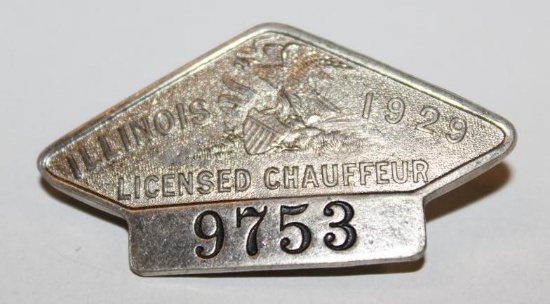 ILLINOIS 1929
LICENSED CHAUFFEUR
9753